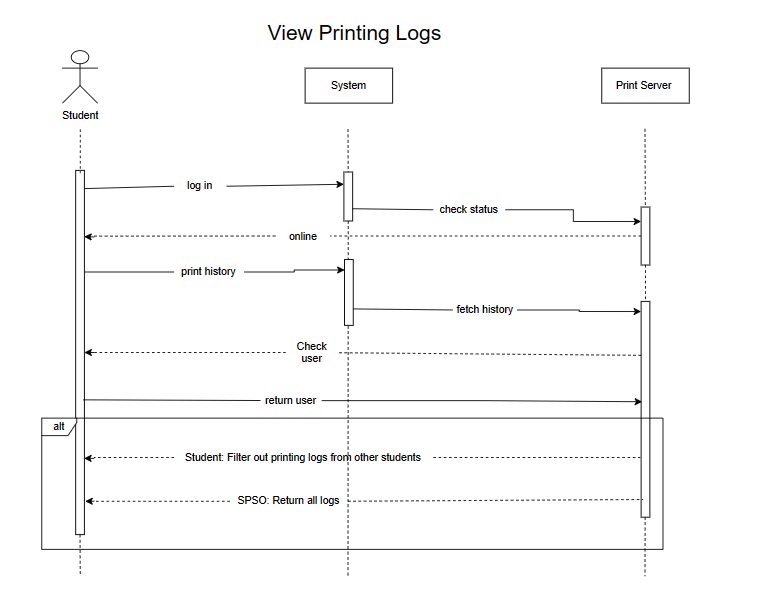 View Printing Logs
Student
System
Print Server
log in
check status
online
print history
fetch history
Check
user
return user
alt
Student: Filter out printing logs from other students
SPSO: Return all logs